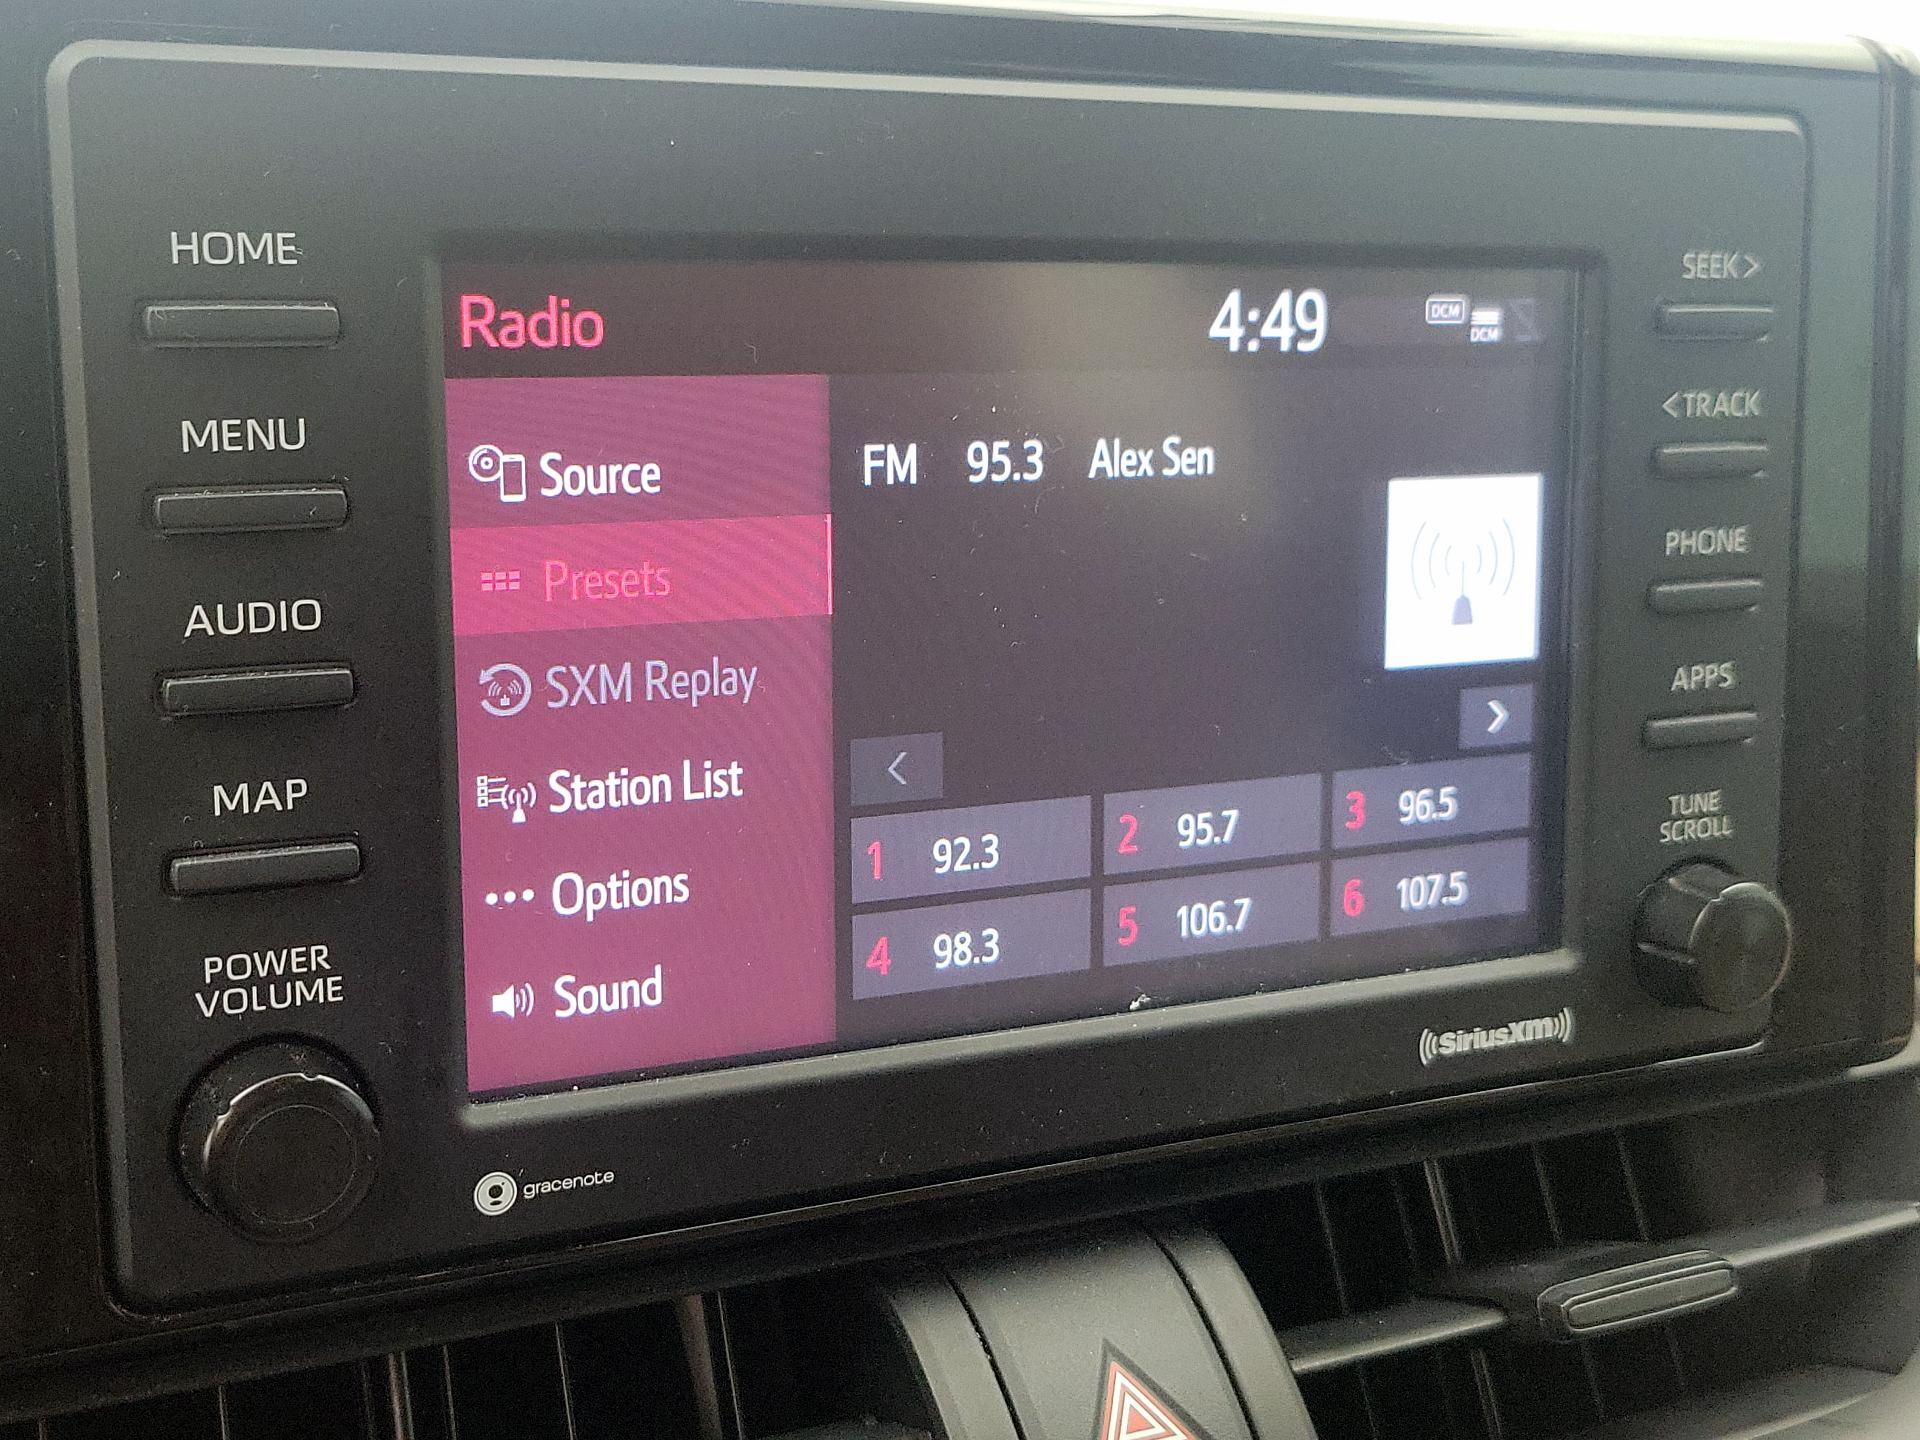 HOME
MENU
AUDIO
MAP
POWER
VOLUME
Radio
4:49
DCM
DCM
Source
Presets
SXM Replay
Station List
Options
Sound
FM 95.3 Alex Sen
<
>
1 92.3
2 95.7
3 96.5
4 98.3
5 106.7
6 107.5
SEEK >
< TRACK
PHONE
APPS
TUNE
SCROLL
gracenote
((SiriusXM))